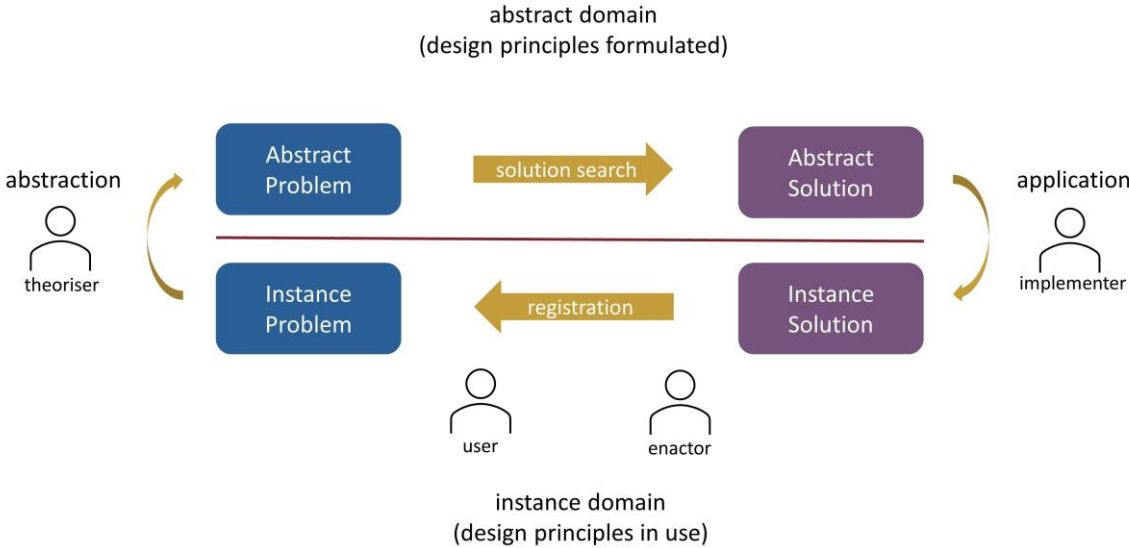 abstract domain
(design principles formulated)
abstraction
theoriser
Abstract
Problem
solution search
Abstract
Solution
application
implementer
Instance
Problem
registration
Instance
Solution
user
enactor
instance domain
(design principles in use)